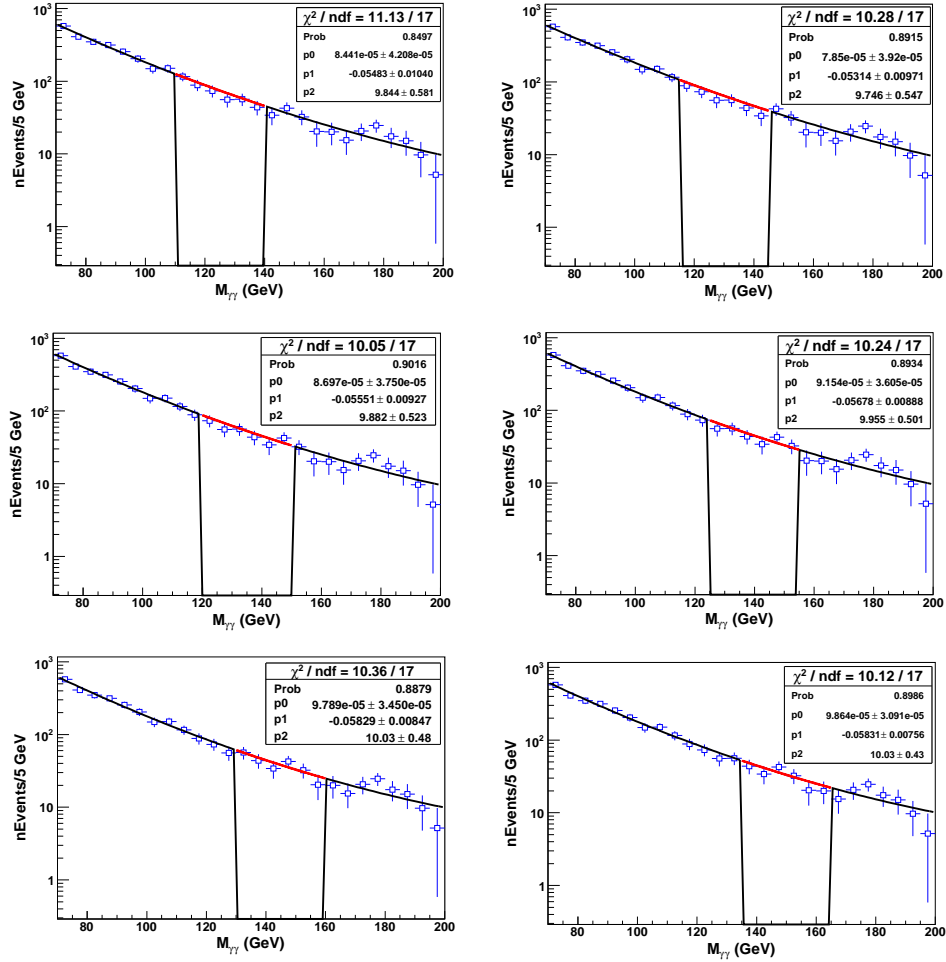 χ² / ndf = 11.13 / 17
Prob 0.8497
p0 8.441e-05 ± 4.208e-05
p1 -0.05483 ± 0.01040
p2 9.844 ± 0.581
nEvents/5 GeV
10³
10²
10
1
80 100 120 140 160 180 200
M_γγ (GeV)
χ² / ndf = 10.28 / 17
Prob 0.8915
p0 7.85e-05 ± 3.92e-05
p1 -0.05314 ± 0.00971
p2 9.746 ± 0.547
nEvents/5 GeV
10³
10²
10
1
80 100 120 140 160 180 200
M_γγ (GeV)
χ² / ndf = 10.05 / 17
Prob 0.9016
p0 8.697e-05 ± 3.750e-05
p1 -0.05551 ± 0.00927
p2 9.882 ± 0.523
nEvents/5 GeV
10³
10²
10
1
80 100 120 140 160 180 200
M_γγ (GeV)
χ² / ndf = 10.24 / 17
Prob 0.8934
p0 9.154e-05 ± 3.605e-05
p1 -0.05678 ± 0.00888
p2 9.955 ± 0.501
nEvents/5 GeV
10³
10²
10
1
80 100 120 140 160 180 200
M_γγ (GeV)
χ² / ndf = 10.36 / 17
Prob 0.8879
p0 9.789e-05 ± 3.450e-05
p1 -0.05829 ± 0.00847
p2 10.03 ± 0.48
nEvents/5 GeV
10³
10²
10
1
80 100 120 140 160 180 200
M_γγ (GeV)
χ² / ndf = 10.12 / 17
Prob 0.8986
p0 9.864e-05 ± 3.091e-05
p1 -0.05831 ± 0.00756
p2 10.03 ± 0.43
nEvents/5 GeV
10³
10²
10
1
80 100 120 140 160 180 200
M_γγ (GeV)